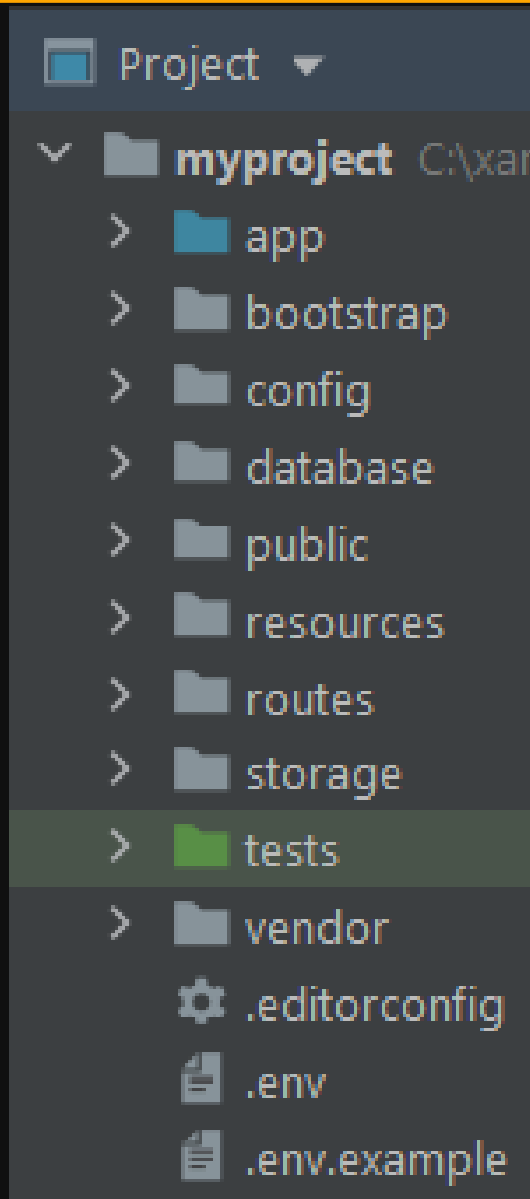 Project
myproject C:\xar
app
bootstrap
config
database
public
resources
routes
storage
tests
vendor
.editorconfig
.env
.env.example